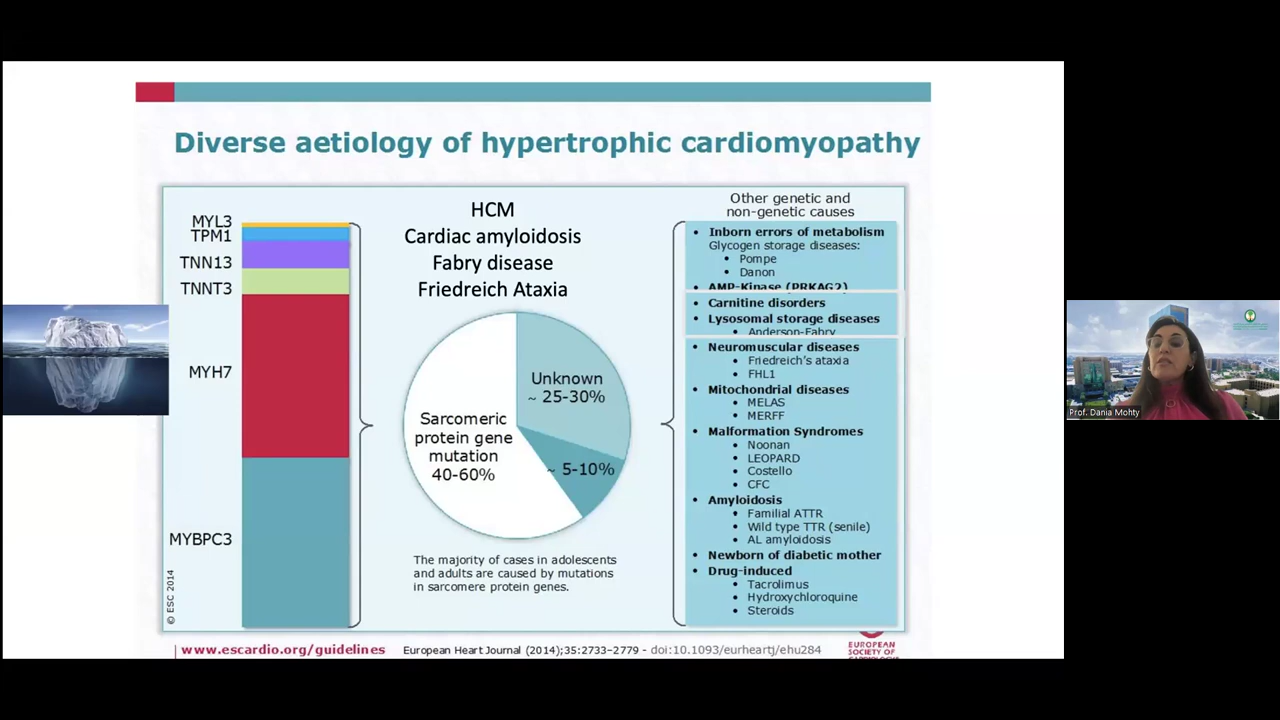 Diverse aetiology of hypertrophic cardiomyopathy
MYL3
TPM1
TNN13
TNNT3
MYH7
MYBPC3
© ESC 2014
HCM
Cardiac amyloidosis
Fabry disease
Friedreich Ataxia
Unknown
~ 25-30%
Sarcomeric
protein gene
mutation
40-60%
~ 5-10%
The majority of cases in adolescents
and adults are caused by mutations
in sarcomere protein genes.
Other genetic and
non-genetic causes
• Inborn errors of metabolism
Glycogen storage diseases:
• Pompe
• Danon
• AMP-Kinase (PRKAG2)
• Carnitine disorders
• Lysosomal storage diseases
• Anderson-Fabry
• Neuromuscular diseases
• Friedreich's ataxia
• FHL1
• Mitochondrial diseases
• MELAS
• MERFF
• Malformation Syndromes
• Noonan
• LEOPARD
• Costello
• CFC
• Amyloidosis
• Familial ATTR
• Wild type TTR (senile)
• AL amyloidosis
• Newborn of diabetic mother
• Drug-induced
• Tacrolimus
• Hydroxychloroquine
• Steroids
www.escardio.org/guidelines
European Heart Journal (2014);35:2733–2779 - doi:10.1093/eurheartj/ehu284
EUROPEAN
SOCIETY OF
Prof. Dania Mohty